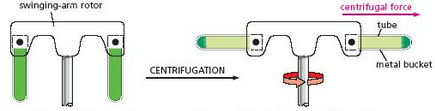 swinging-arm rotor
centrifugal force
tube
metal bucket
CENTRIFUGATION